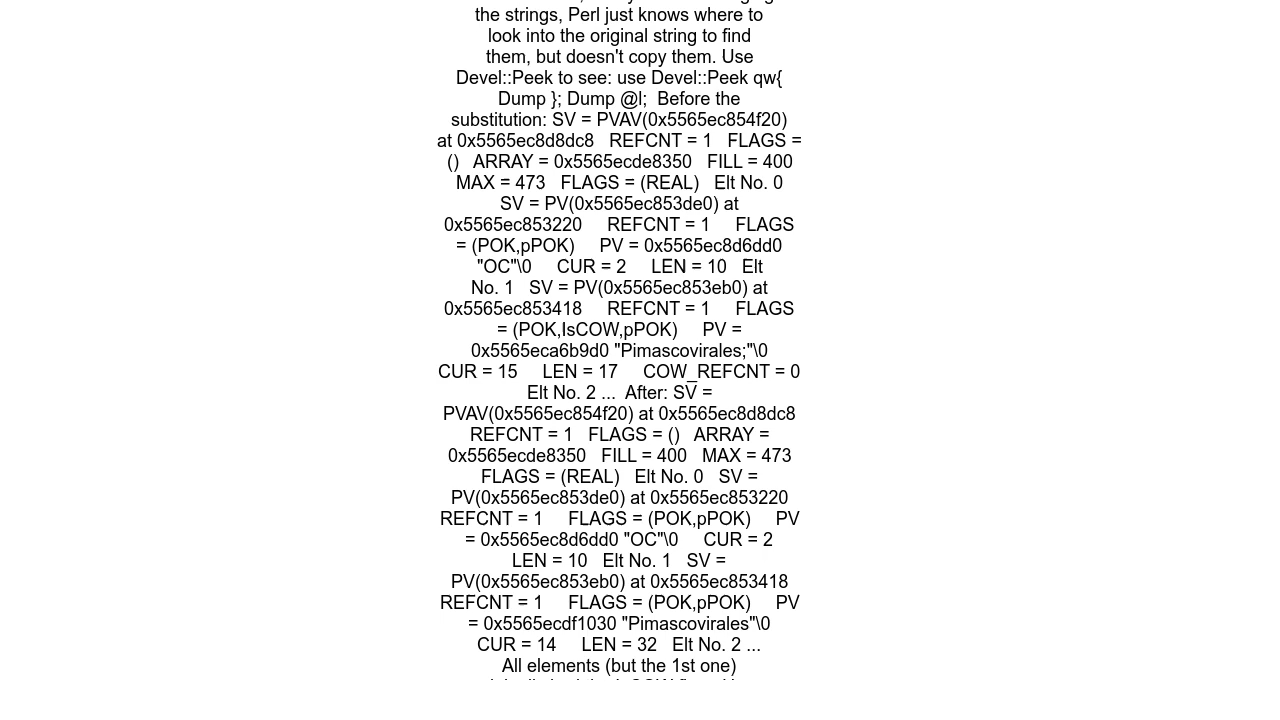 the strings, Perl just knows where to
look into the original string to find
them, but doesn't copy them. Use
Devel::Peek to see: use Devel::Peek qw{
Dump }; Dump @l;  Before the
substitution: SV = PVAV(0x5565ec854f20)
at 0x5565ec8d8dc8   REFCNT = 1   FLAGS =
()   ARRAY = 0x5565ecde8350   FILL = 400
MAX = 473   FLAGS = (REAL)   Elt No. 0
SV = PV(0x5565ec853de0) at
0x5565ec853220     REFCNT = 1     FLAGS
= (POK,pPOK)     PV = 0x5565ec8d6dd0
"OC"\0     CUR = 2     LEN = 10   Elt
No. 1   SV = PV(0x5565ec853eb0) at
0x5565ec853418     REFCNT = 1     FLAGS
= (POK,IsCOW,pPOK)     PV =
0x5565eca6b9d0 "Pimascovirales;"\0
CUR = 15     LEN = 17     COW_REFCNT = 0
Elt No. 2 ...  After: SV =
PVAV(0x5565ec854f20) at 0x5565ec8d8dc8
REFCNT = 1   FLAGS = ()   ARRAY =
0x5565ecde8350   FILL = 400   MAX = 473
FLAGS = (REAL)   Elt No. 0   SV =
PV(0x5565ec853de0) at 0x5565ec853220
REFCNT = 1     FLAGS = (POK,pPOK)     PV
= 0x5565ec8d6dd0 "OC"\0     CUR = 2
LEN = 10   Elt No. 1   SV =
PV(0x5565ec853eb0) at 0x5565ec853418
REFCNT = 1     FLAGS = (POK,pPOK)     PV
= 0x5565ecdf1030 "Pimascovirales"\0
CUR = 14     LEN = 32   Elt No. 2 ...
All elements (but the 1st one)